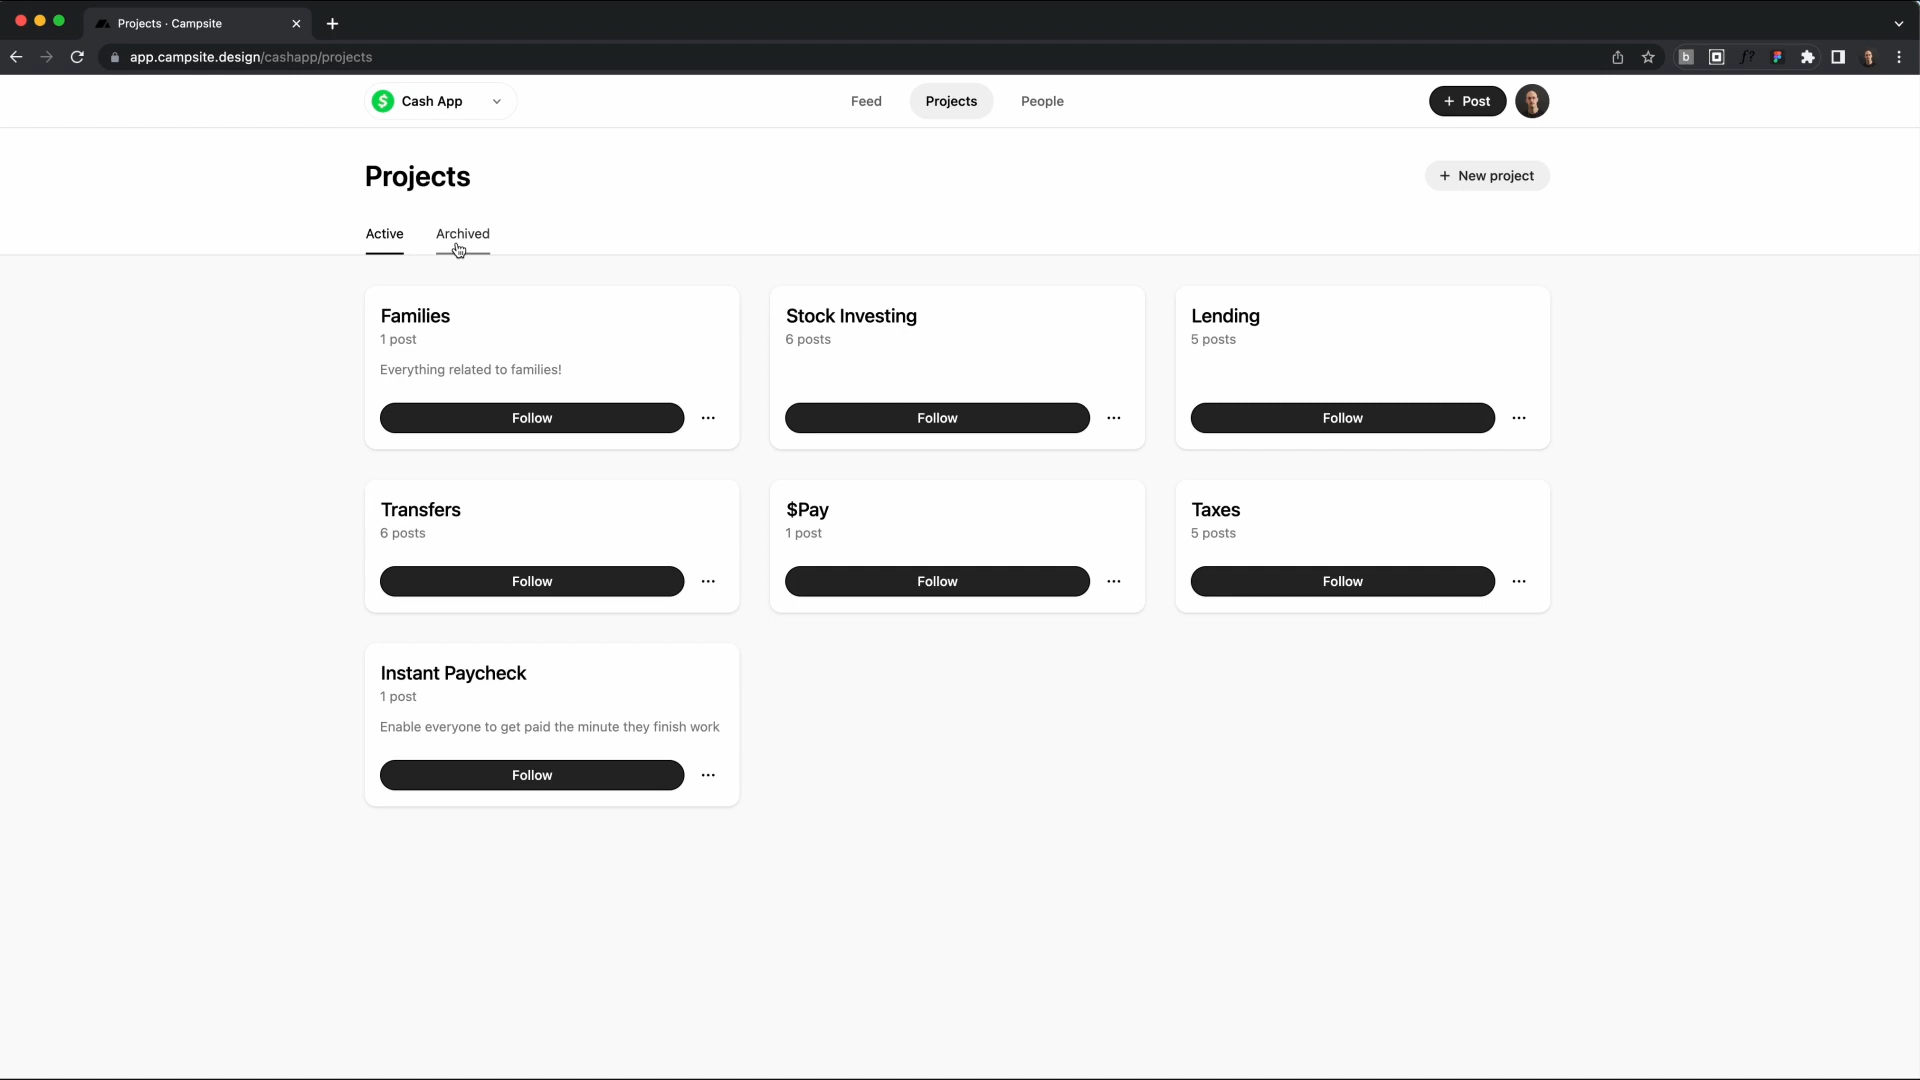 Projects · Campsite
app.campsite.design/cashapp/projects
b
f?
$ Cash App
Feed
Projects
People
+ Post
Projects
+ New project
Active
Archived
Families
1 post
Everything related to families!
Follow
Stock Investing
6 posts
Follow
Lending
5 posts
Follow
Transfers
6 posts
Follow
$Pay
1 post
Follow
Taxes
5 posts
Follow
Instant Paycheck
1 post
Enable everyone to get paid the minute they finish work
Follow